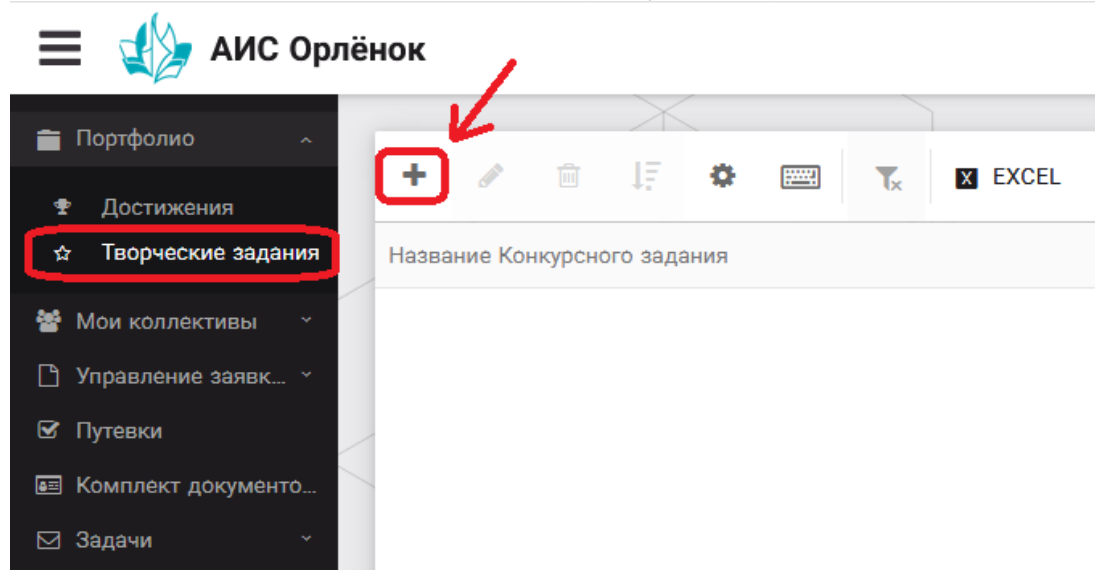 АИС Орлёнок
Портфолио
Достижения
Творческие задания
Мои коллективы
Управление заявк...
Путевки
Комплект документо...
Задачи
X EXCEL
Название Конкурсного задания